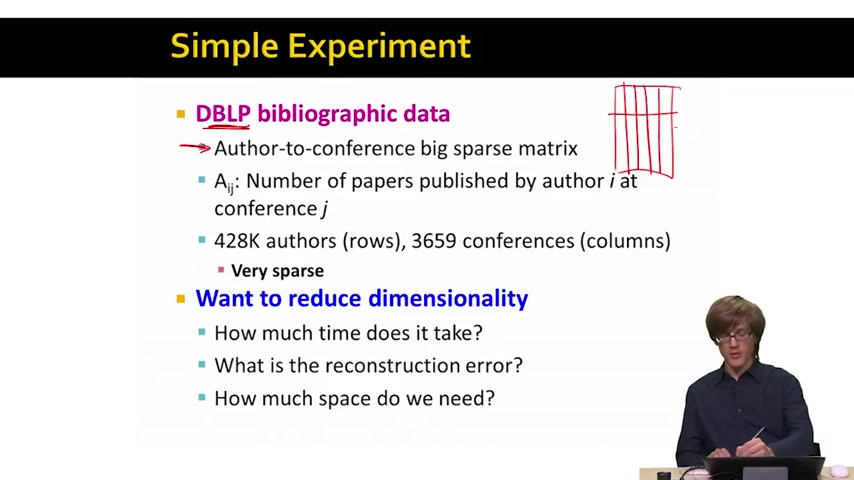 Simple Experiment
DBLP bibliographic data
Author-to-conference big sparse matrix
Aij: Number of papers published by author i at
conference j
428K authors (rows), 3659 conferences (columns)
Very sparse
Want to reduce dimensionality
How much time does it take?
What is the reconstruction error?
How much space do we need?